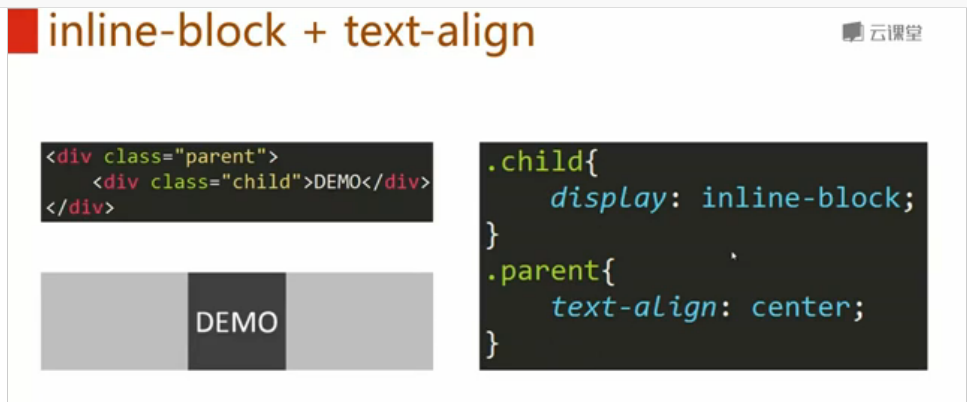 inline-block + text-align
云课堂
<div class="parent">
    <div class="child">DEMO</div>
</div>
DEMO
.child{
    display: inline-block;
}
.parent{
    text-align: center;
}